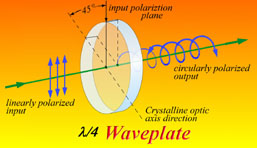 45°
input polariztion
plane
circularly polarized
output
linearly polarized
input
Crystalline optic
axis direction
λ/4 Waveplate